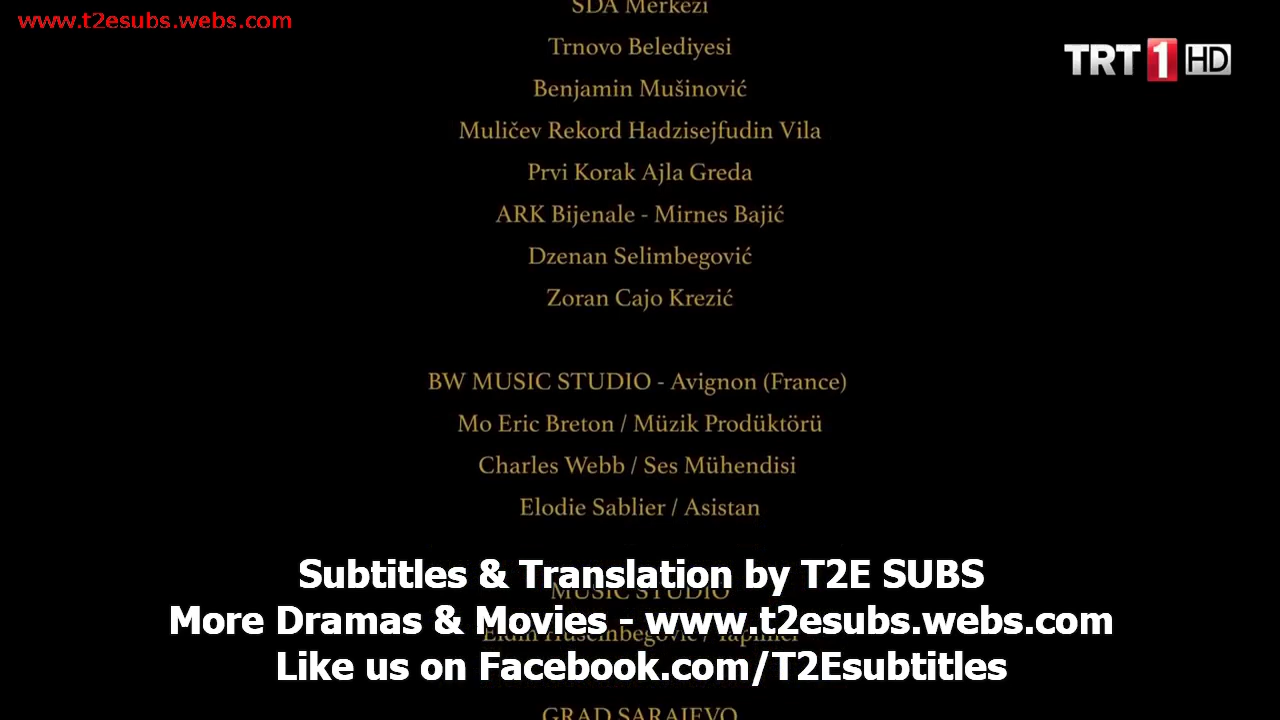 www.t2esubs.webs.com
SDA Merkezi
TRT 1 HD
Trnovo Belediyesi
Benjamin Mušinović
Muličev Rekord Hadzisejfudin Vila
Prvi Korak Ajla Greda
ARK Bijenale - Mirnes Bajić
Dzenan Selimbegović
Zoran Cajo Krezić
BW MUSIC STUDIO - Avignon (France)
Mo Eric Breton / Müzik Prodüktörü
Charles Webb / Ses Mühendisi
Elodie Sablier / Asistan
Subtitles & Translation by T2E SUBS
MUSIC STUDIO
More Dramas & Movies - www.t2esubs.webs.com
Like us on Facebook.com/T2Esubtitles
GRAD SARAJEVO